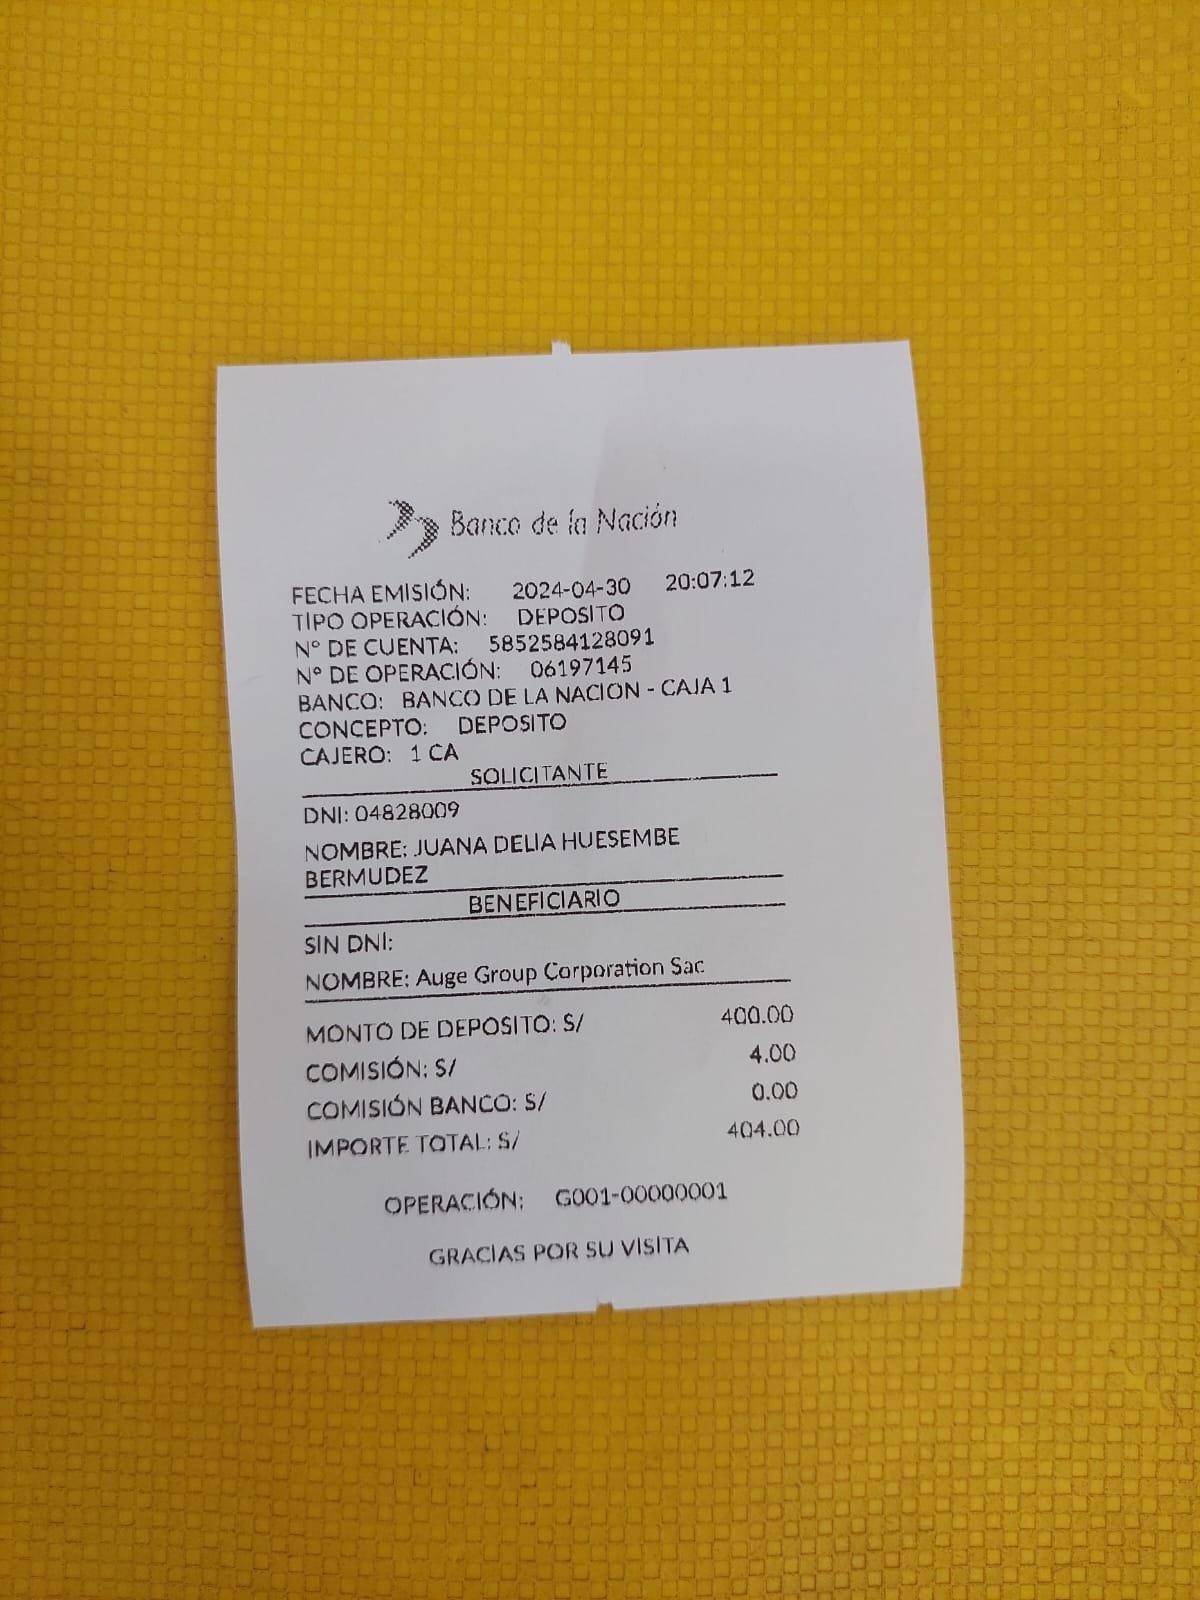 Banco de la Nación
FECHA EMISIÓN: 2024-04-30 20:07:12
TIPO OPERACIÓN: DEPOSITO
N° DE CUENTA: 5852584128091
N° DE OPERACIÓN: 06197145
BANCO: BANCO DE LA NACION - CAJA 1
CONCEPTO: DEPOSITO
CAJERO: 1 CA
SOLICITANTE
DNI: 04828009
NOMBRE: JUANA DELIA HUESEMBE
BERMUDEZ
BENEFICIARIO
SIN DNI:
NOMBRE: Auge Group Corporation Sac
MONTO DE DEPOSITO: S/ 400.00
COMISIÓN: S/ 4.00
COMISIÓN BANCO: S/ 0.00
IMPORTE TOTAL: S/ 404.00
OPERACIÓN: G001-00000001
GRACIAS POR SU VISITA